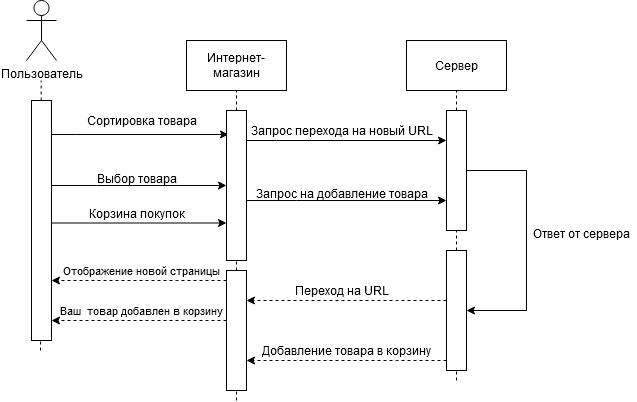 Пользователь
Интернет-
магазин
Сервер
Сортировка товара
Запрос перехода на новый URL
Выбор товара
Запрос на добавление товара
Корзина покупок
Ответ от сервера
Отображение новой страницы
Переход на URL
Ваш товар добавлен в корзину
Добавление товара в корзину